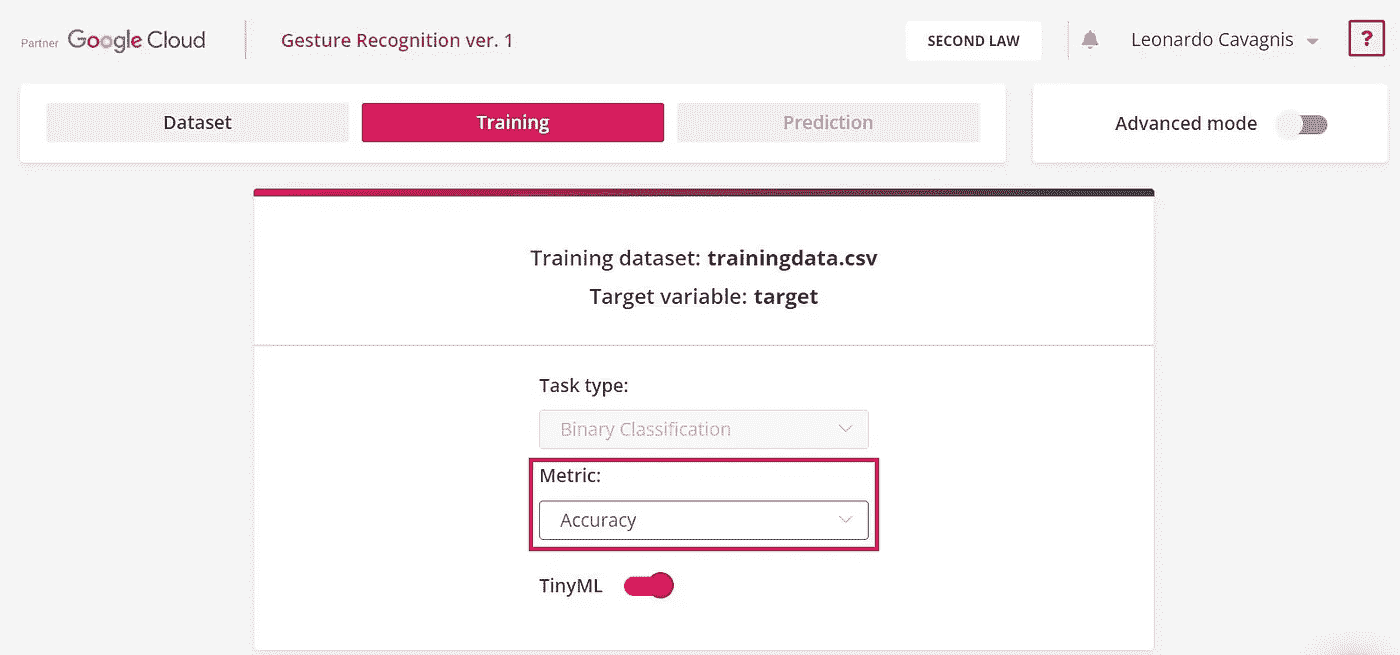 Partner Google Cloud Gesture Recognition ver. 1 SECOND LAW Leonardo Cavagnis ?
Dataset Training Prediction Advanced mode
Training dataset: trainingdata.csv
Target variable: target
Task type:
Binary Classification
Metric:
Accuracy
TinyML